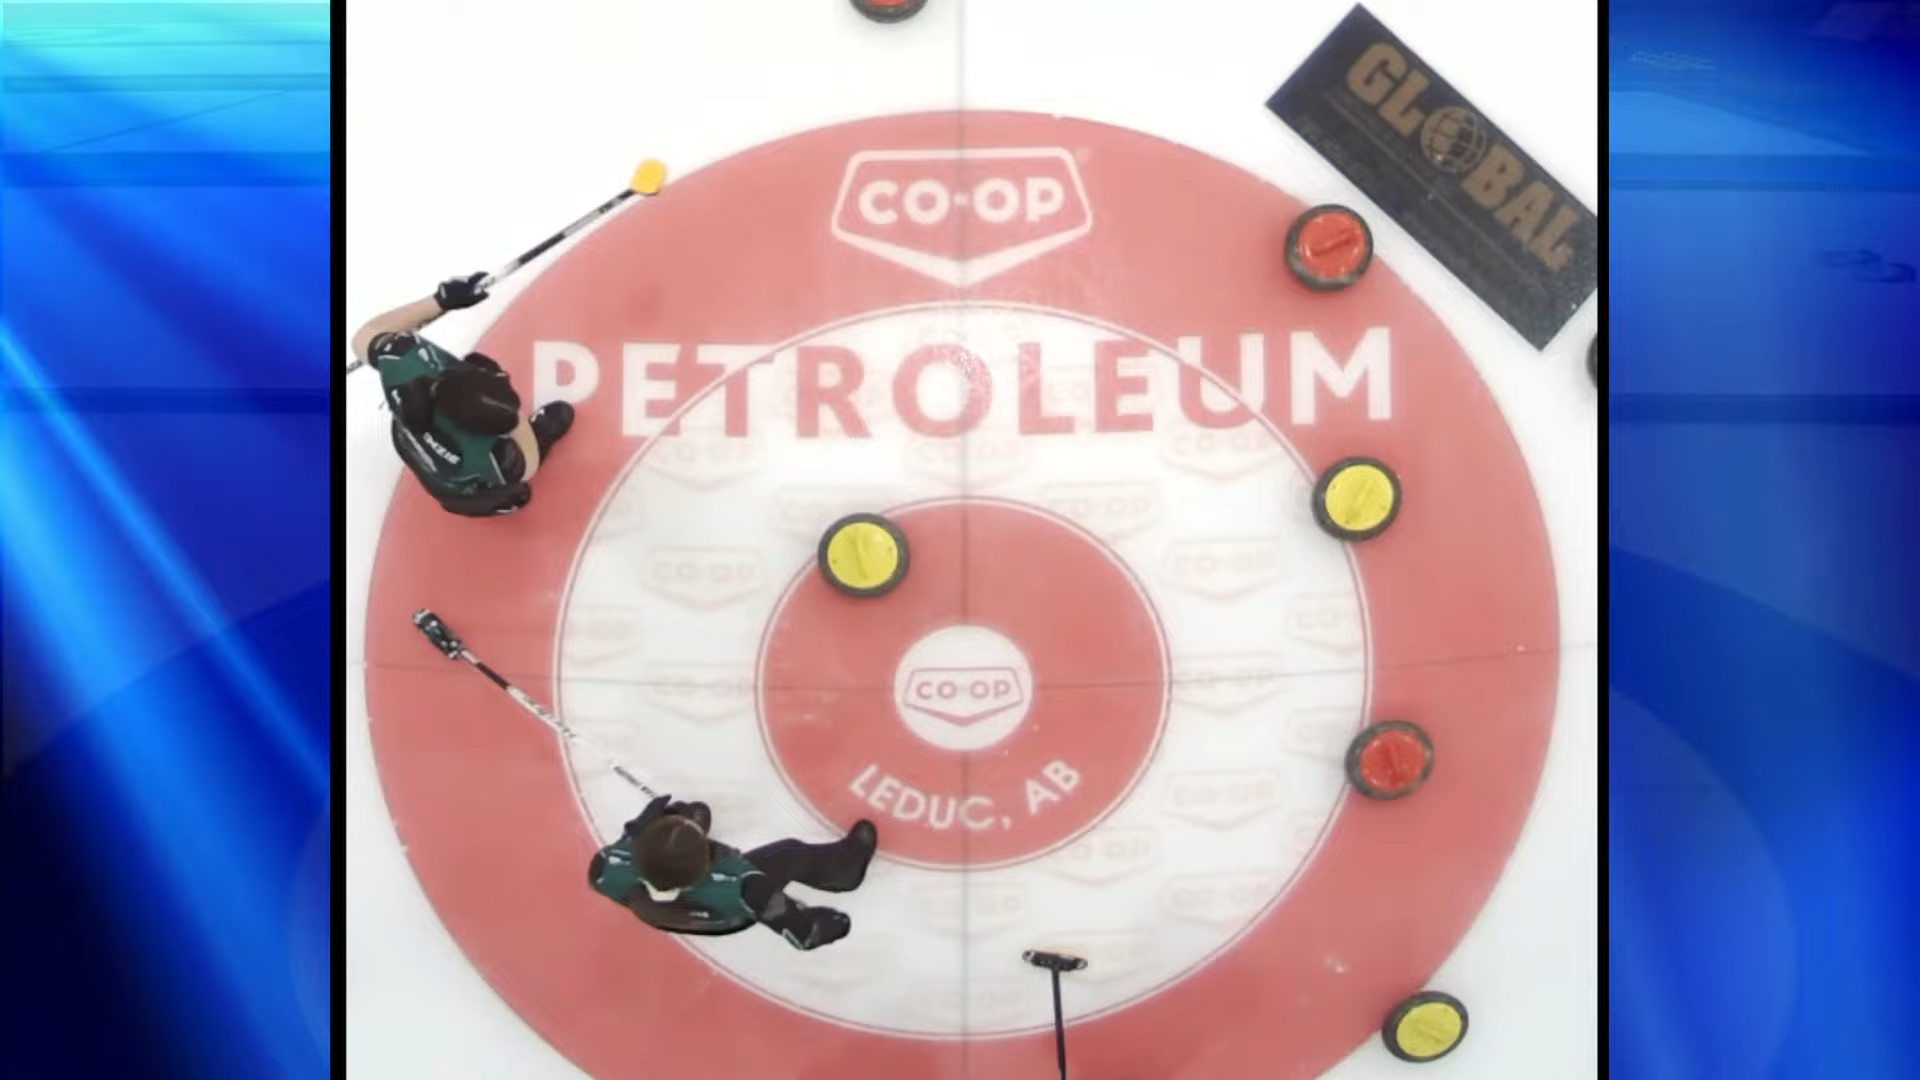 GLOBAL
CO-OP
PETROLEUM
CO-OP
LEDUC, AB